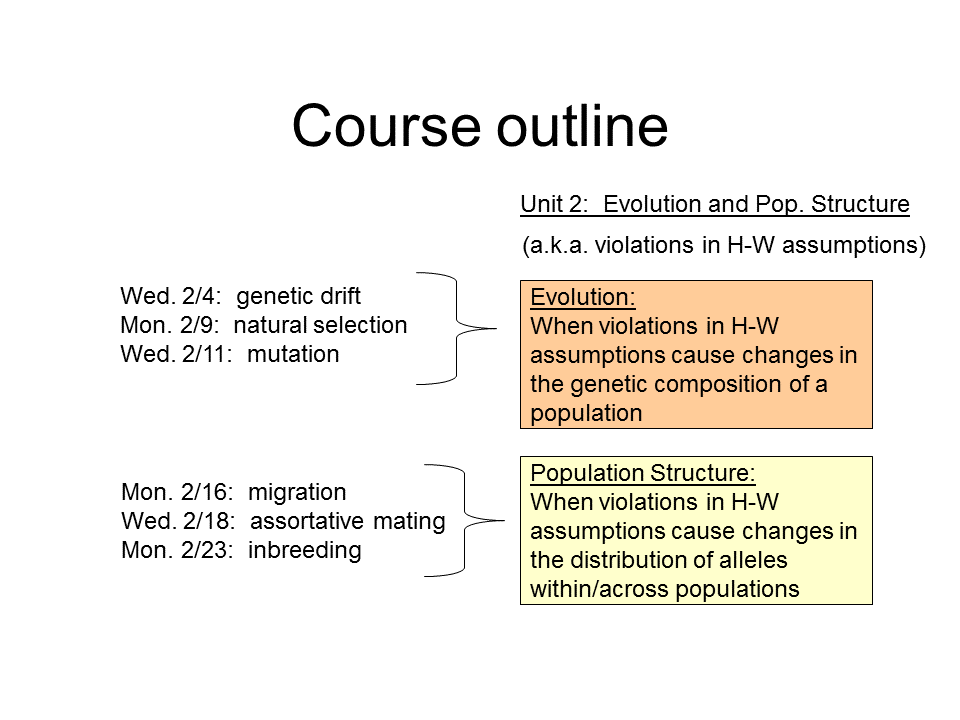 Course outline
Unit 2:  Evolution and Pop. Structure
(a.k.a. violations in H-W assumptions)
Wed. 2/4:  genetic drift
Mon. 2/9:  natural selection
Wed. 2/11:  mutation
Evolution:
When violations in H-W
assumptions cause changes in
the genetic composition of a
population
Mon. 2/16:  migration
Wed. 2/18:  assortative mating
Mon. 2/23:  inbreeding
Population Structure:
When violations in H-W
assumptions cause changes in
the distribution of alleles
within/across populations